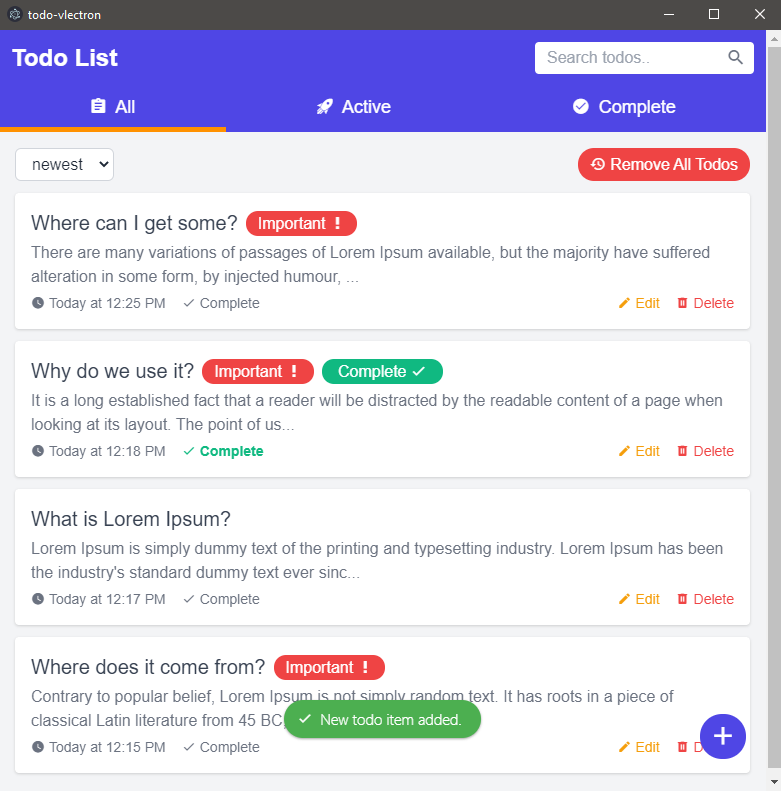 todo-vlectron
Todo List
Search todos..
All
Active
Complete
newest
Remove All Todos
Where can I get some? Important !
There are many variations of passages of Lorem Ipsum available, but the majority have suffered
alteration in some form, by injected humour, ...
Today at 12:25 PM Complete Edit Delete
Why do we use it? Important ! Complete
It is a long established fact that a reader will be distracted by the readable content of a page when
looking at its layout. The point of us...
Today at 12:18 PM Complete Edit Delete
What is Lorem Ipsum?
Lorem Ipsum is simply dummy text of the printing and typesetting industry. Lorem Ipsum has been
the industry's standard dummy text ever sinc...
Today at 12:17 PM Complete Edit Delete
Where does it come from? Important !
Contrary to popular belief, Lorem Ipsum is not simply random text. It has roots in a piece of
classical Latin literature from 45 BC
New todo item added.
Today at 12:15 PM Complete Edit